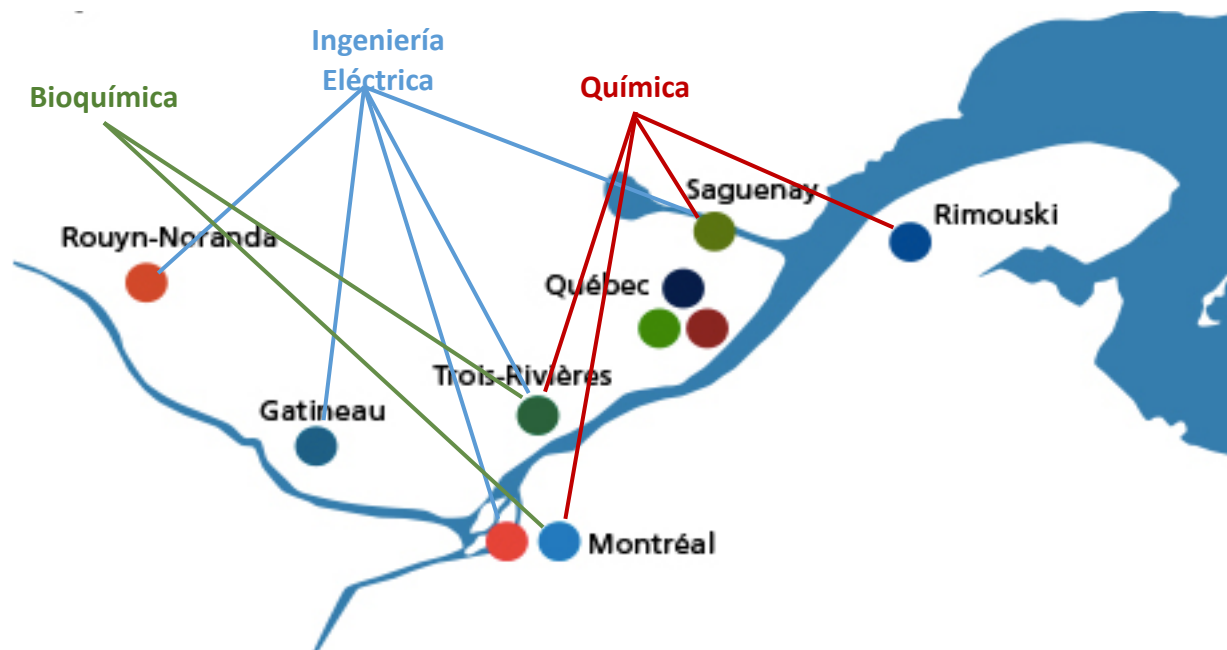 Ingeniería
Eléctrica
Bioquímica
Química
Saguenay
Rimouski
Rouyn-Noranda
Québec
Trois-Rivières
Gatineau
Montréal